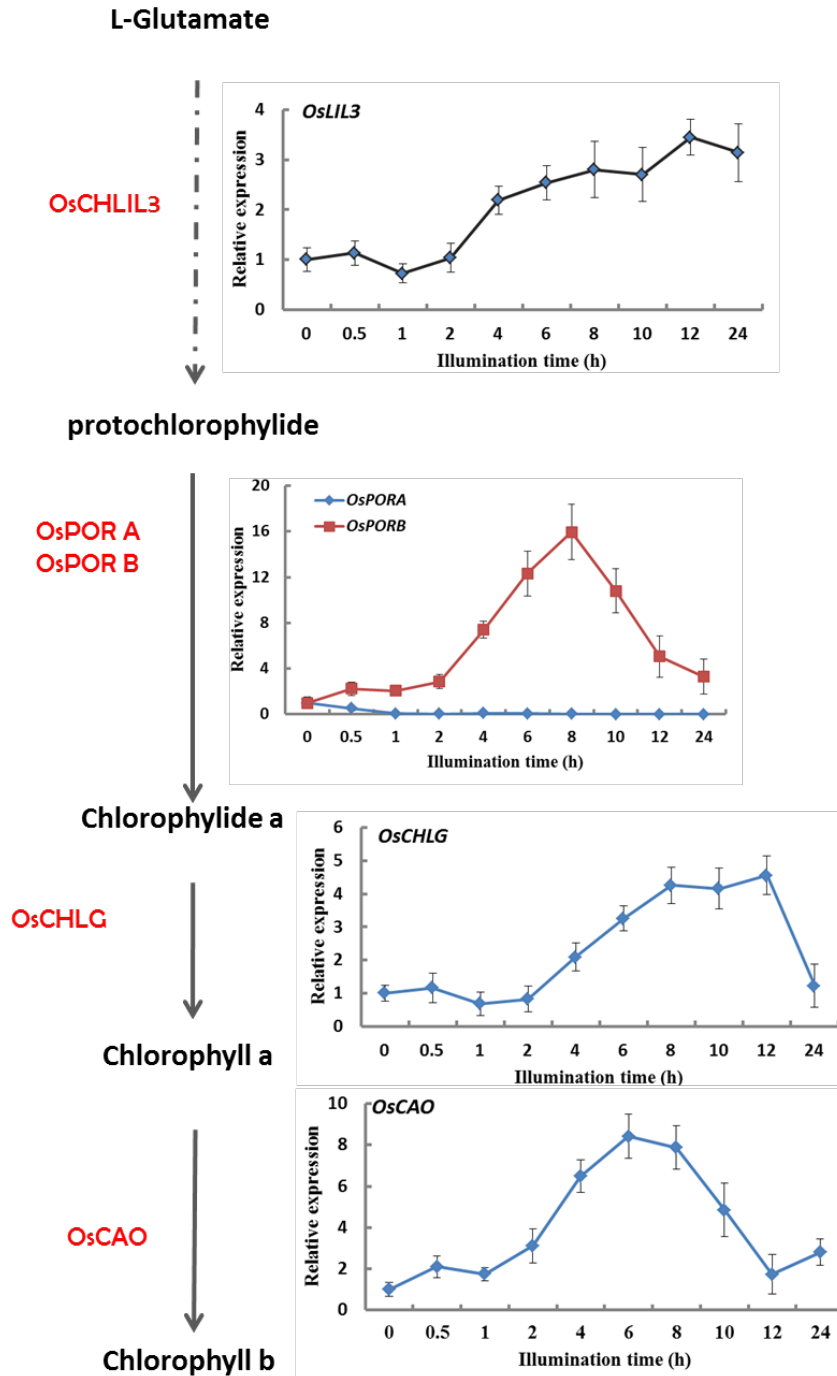 L-Glutamate
OsCHLIL3
OsLIL3
Relative expression
4
3
2
1
0
0 0.5 1 2 4 6 8 10 12 24
Illumination time (h)
protochlorophylide
OsPOR A
OsPOR B
OsPORA
OsPORB
Relative expression
20
16
12
8
4
0
0 0.5 1 2 4 6 8 10 12 24
Illumination time (h)
Chlorophylide a
OsCHLG
OsCHLG
Relative expression
6
5
4
3
2
1
0
0 0.5 1 2 4 6 8 10 12 24
Illumination time (h)
Chlorophyll a
OsCAO
OsCAO
Relative expression
10
8
6
4
2
0
0 0.5 1 2 4 6 8 10 12 24
Illumination time (h)
Chlorophyll b